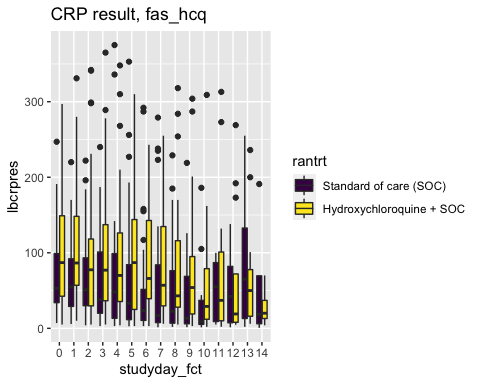 CRP result, fas_hcq
300
200
100
0
lbcrpres
0 1 2 3 4 5 6 7 8 9 10 11 12 13 14
studyday_fct
rantrt
Standard of care (SOC)
Hydroxychloroquine + SOC